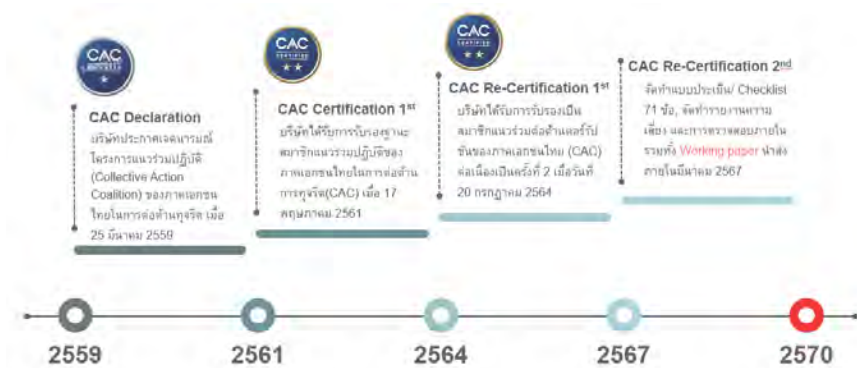 CAC
CERTIFIED
CAC
CERTIFIED
CAC
CAC Declaration
บริษัทประกาศเจตนารมณ์
โครงการแนวร่วมปฏิบัติ
(Collective Action
Coalition) ของภาคเอกชน
ไทยในการต่อต้านทุจริต เมื่อ
25 มีนาคม 2559
CAC Certification 1st
บริษัทได้รับการรับรองฐานะ
สมาชิกแนวร่วมปฏิบัติของ
ภาคเอกชนไทยในการต่อต้าน
การทุจริต(CAC) เมื่อ 17
พฤษภาคม 2561
CAC Re-Certification 1st
บริษัทได้รับการรับรองเป็น
สมาชิกแนวร่วมต่อต้านคอร์รัป
ชันของภาคเอกชนไทย (CAC)
ต่อเนื่องเป็นครั้งที่ 2 เมื่อวันที่
20 กรกฎาคม 2564
CAC Re-Certification 2nd
จัดทำแบบประเมิน/ Checklist
71 ข้อ, จัดทำรายงานความ
เสี่ยง และการตรวจสอบภายใน
รวมทั้ง Working paper นำส่ง
ภายในมีนาคม 2567
2559
2561
2564
2567
2570